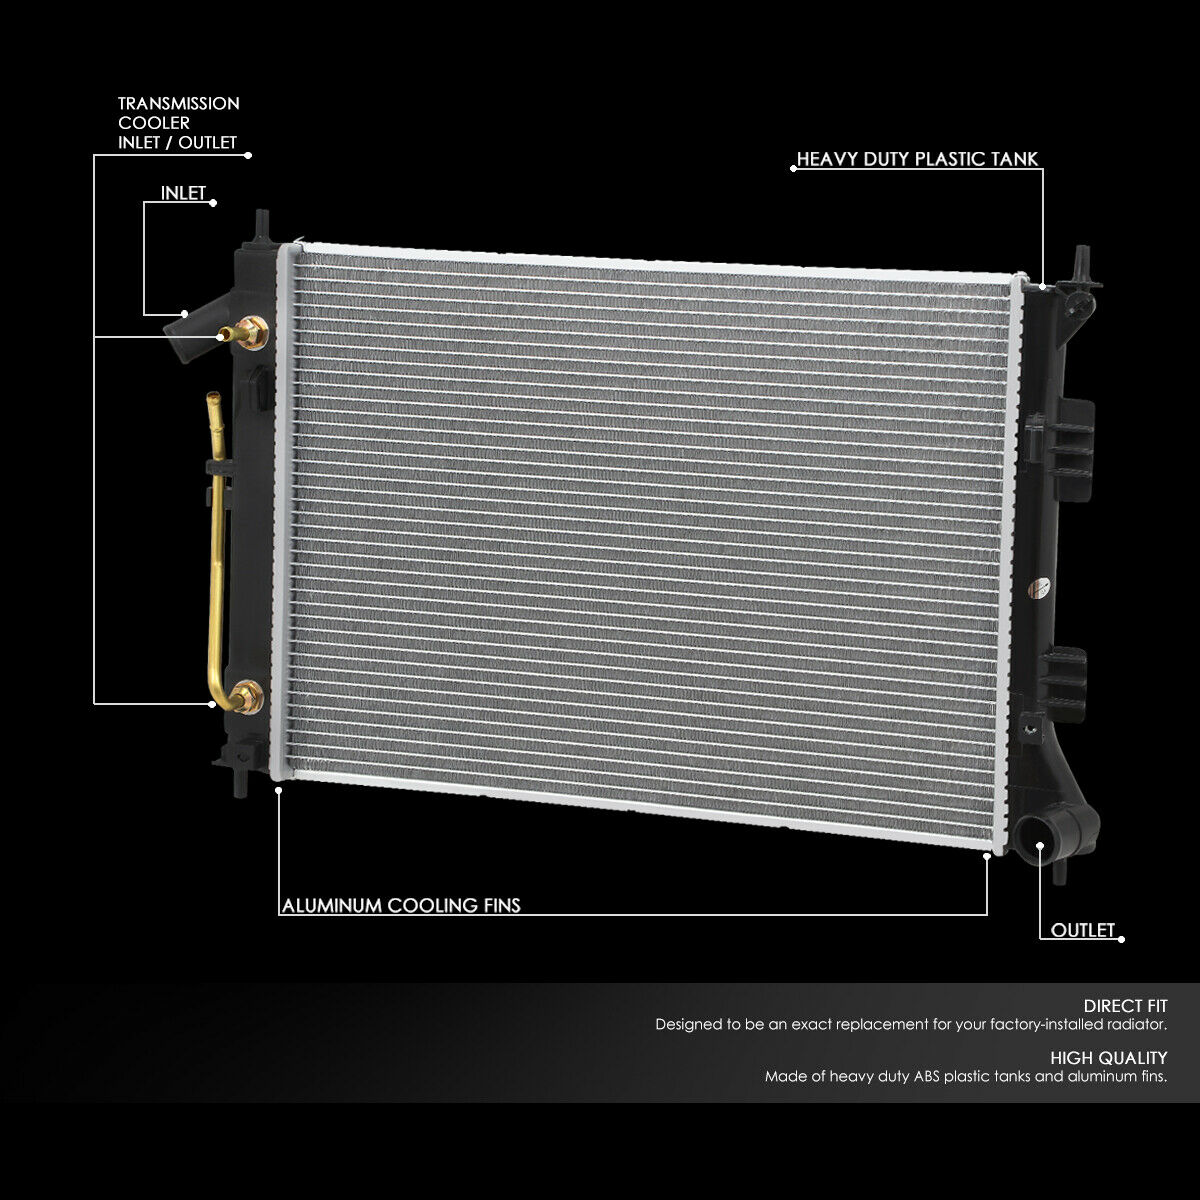 TRANSMISSION
COOLER
INLET / OUTLET
INLET
HEAVY DUTY PLASTIC TANK
ALUMINUM COOLING FINS
OUTLET
DIRECT FIT
Designed to be an exact replacement for your factory-installed radiator.
HIGH QUALITY
Made of heavy duty ABS plastic tanks and aluminum fins.